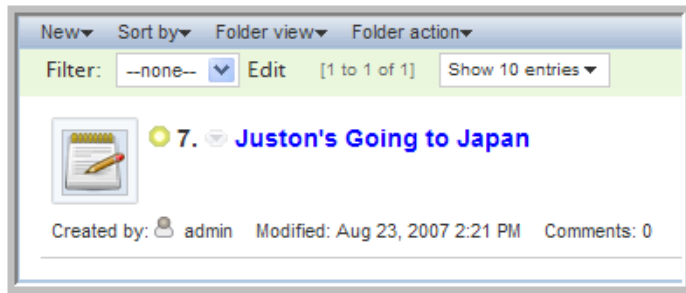 New Sort by Folder view Folder action
Filter: --none-- Edit [1 to 1 of 1] Show 10 entries
7. Juston's Going to Japan
Created by: admin Modified: Aug 23, 2007 2:21 PM Comments: 0